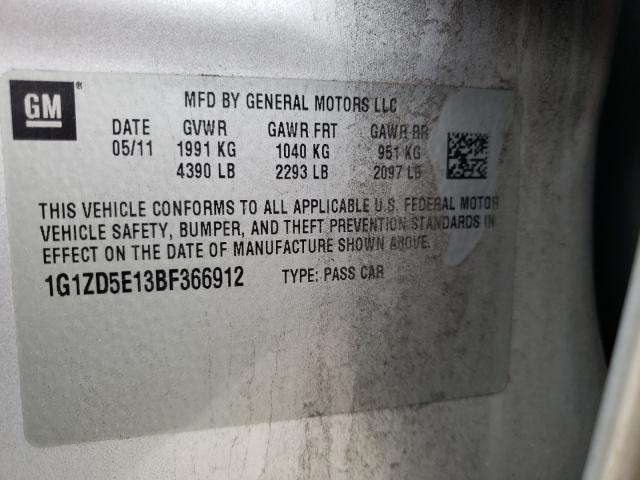 GM ®
MFD BY GENERAL MOTORS LLC
DATE GVWR GAWR FRT GAWR RR
05/11 1991 KG 1040 KG 951 KG
4390 LB 2293 LB 2097 LB
THIS VEHICLE CONFORMS TO ALL APPLICABLE U.S. FEDERAL MOTOR
VEHICLE SAFETY, BUMPER, AND THEFT PREVENTION STANDARDS IN
EFFECT ON THE DATE OF MANUFACTURE SHOWN ABOVE.
1G1ZD5E13BF366912 TYPE: PASS CAR